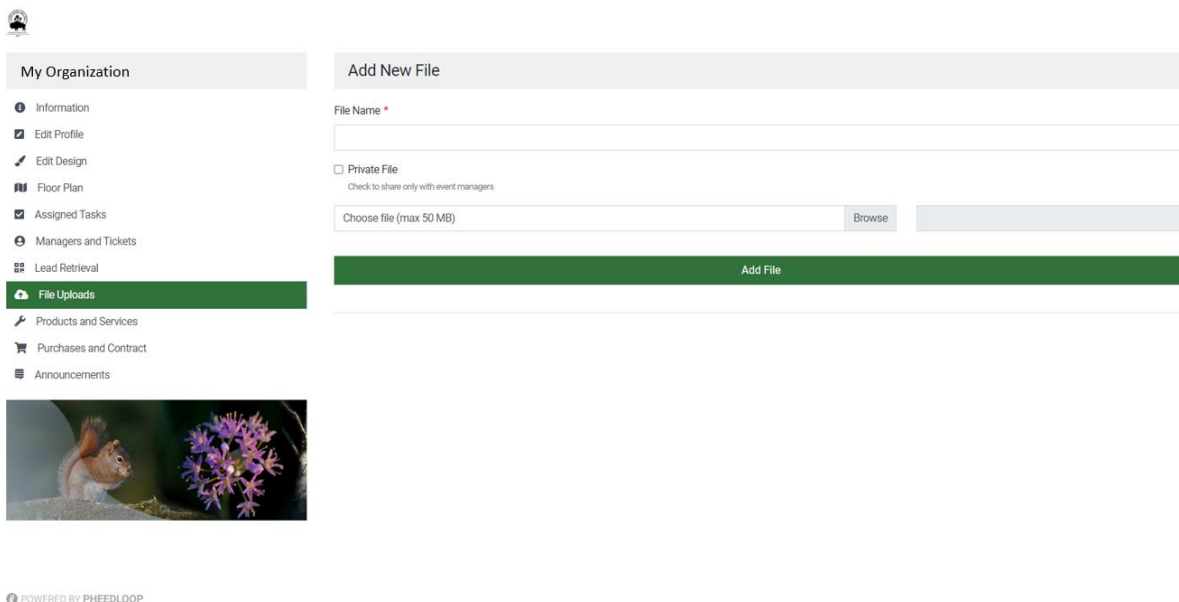 My Organization
Information
Edit Profile
Edit Design
Floor Plan
Assigned Tasks
Managers and Tickets
Lead Retrieval
File Uploads
Products and Services
Purchases and Contract
Announcements
Add New File
File Name *
Private File
Check to share only with event managers
Choose file (max 50 MB) Browse
Add File
POWERED BY PHEEDLOOP